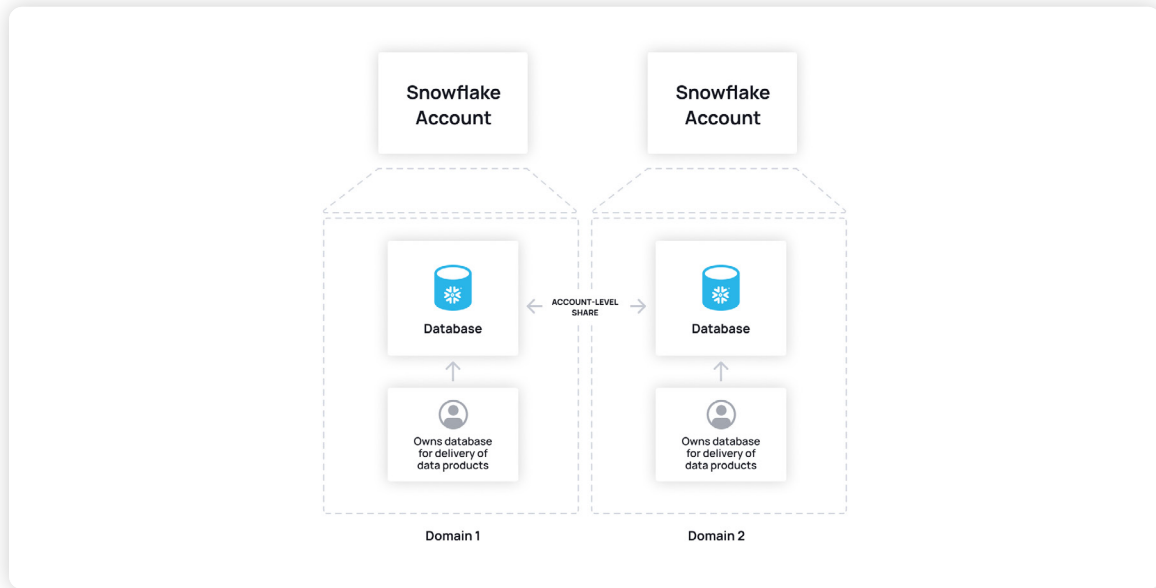 Snowflake
Account
Snowflake
Account
Database
ACCOUNT-LEVEL
SHARE
Database
Owns database
for delivery of
data products
Owns database
for delivery of
data products
Domain 1
Domain 2